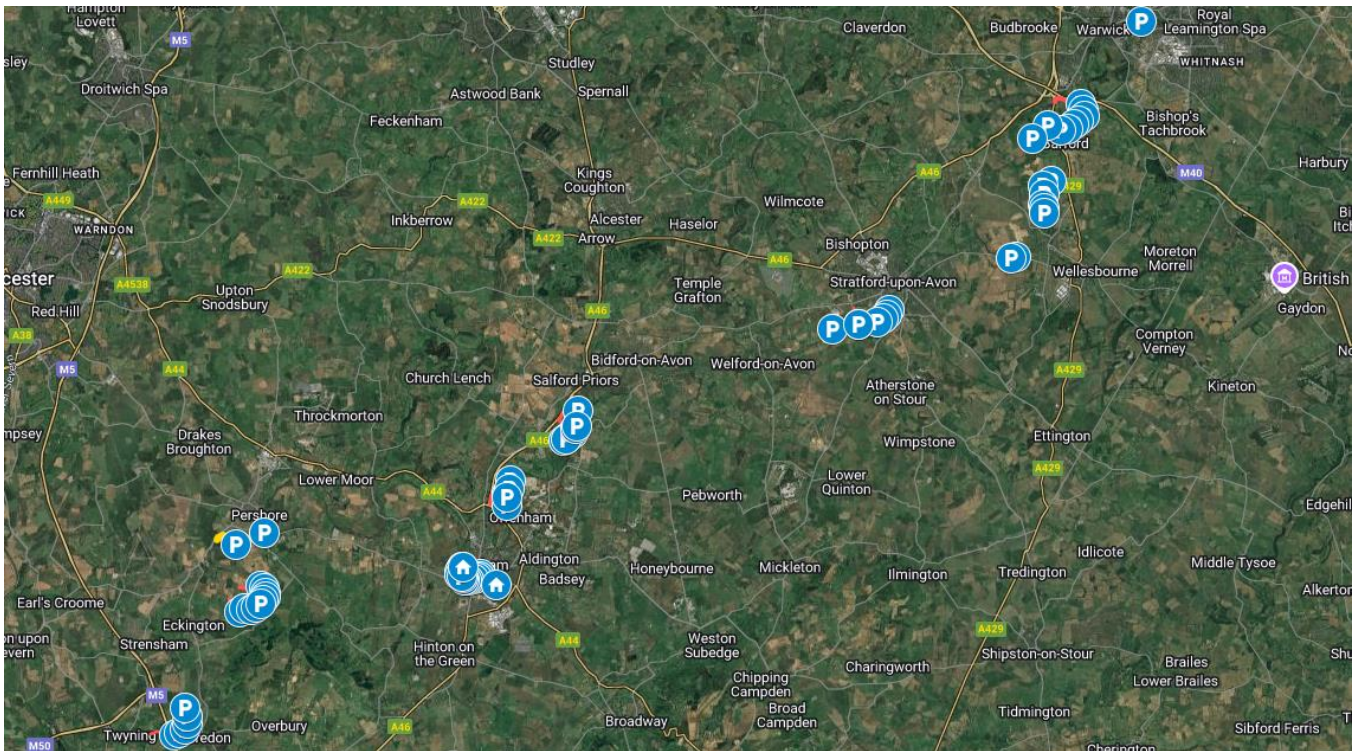 Hampton
Lovett
M5
Claverdon
Budbrooke
Warwick
Royal
Leamington Spa
P
sley
Studley
WHITNASH
Droitwich Spa
Astwood Bank
Spernall
Feckenham
Bishop's
Tachbrook
P
P
Harbury
Fernhill Heath
Kings
Coughton
A46
M40
A449
A422
Wilmcote
WICK
WARNDON
Inkberrow
Alcester
Haselor
A422
Arrow
Bishopton
P
Moreton
Morrell
cester
A422
A46
P
Wellesbourne
British
A4538
Upton
Snodsbury
Temple
Grafton
Stratford-upon-Avon
Gaydon
Red Hill
A46
A38
P
P
P
Compton
Verney
M5
A44
Bidford-on-Avon
Welford-on-Avon
A429
Church Lench
Salford Priors
Atherstone
on Stour
Kineton
Throckmorton
P
mpsey
Drakes
Broughton
A46
Wimpstone
Ettington
Lower Moor
A44
Lower
Quinton
A429
P
Pebworth
Edgehill
Pershore
P
P
Aldington
Badsey
Honeybourne
Mickleton
Ilmington
Tredington
Idlicote
Middle Tysoe
Earl's Croome
P
Eckington
A429
Strensham
Hinton on
the Green
A44
Weston
Subedge
Charingworth
Shipston-on-Stour
Brailes
Lower Brailes
M5
P
Chipping
Campden
Broad
Campden
Overbury
A46
Broadway
Tidmington
Twyning
Sibford Ferris
M50
Cherington